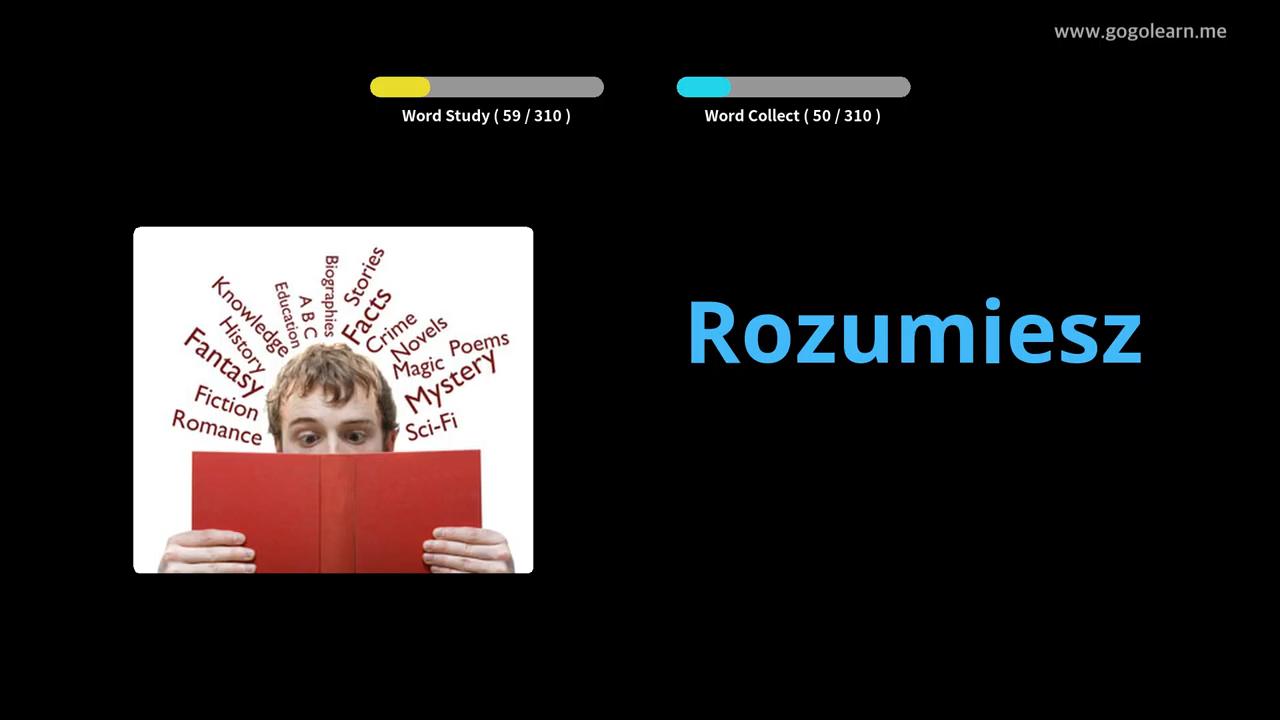 www.gogolearn.me
Word Study ( 59 / 310 )
Word Collect ( 50 / 310 )
Rozumiesz
Knowledge
History
Education
A B C
Biographies
Stories
Facts
Crime
Novels
Magic
Poems
Mystery
Sci-Fi
Fantasy
Fiction
Romance